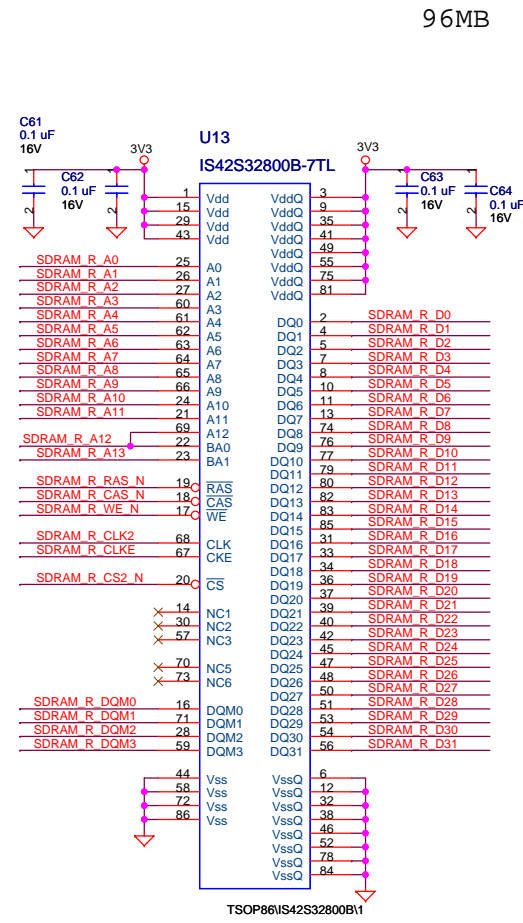 96MB
C61
0.1 uF
16V
3V3
C62
0.1 uF
16V
1
2
1
2
U13
IS42S32800B-7TL
3V3
C63
0.1 uF
16V
C64
0.1 uF
16V
1
2
1
2
1 Vdd VddQ 3
15 Vdd VddQ 9
29 Vdd VddQ 35
43 Vdd VddQ 41
VddQ 49
VddQ 55
VddQ 75
VddQ 81
SDRAM_R_A0 25 A0
SDRAM_R_A1 26 A1
SDRAM_R_A2 27 A2
SDRAM_R_A3 60 A3
SDRAM_R_A4 61 A4 DQ0 2 SDRAM_R_D0
SDRAM_R_A5 62 A5 DQ1 4 SDRAM_R_D1
SDRAM_R_A6 63 A6 DQ2 5 SDRAM_R_D2
SDRAM_R_A7 64 A7 DQ3 7 SDRAM_R_D3
SDRAM_R_A8 65 A8 DQ4 8 SDRAM_R_D4
SDRAM_R_A9 66 A9 DQ5 10 SDRAM_R_D5
SDRAM_R_A10 24 A10 DQ6 11 SDRAM_R_D6
SDRAM_R_A11 21 A11 DQ7 13 SDRAM_R_D7
69 A12 DQ8 74 SDRAM_R_D8
SDRAM_R_A12 22 BA0 DQ9 76 SDRAM_R_D9
SDRAM_R_A13 23 BA1 DQ10 77 SDRAM_R_D10
DQ11 79 SDRAM_R_D11
SDRAM_R_RAS_N 19 RAS DQ12 80 SDRAM_R_D12
SDRAM_R_CAS_N 18 CAS DQ13 82 SDRAM_R_D13
SDRAM_R_WE_N 17 WE DQ14 83 SDRAM_R_D14
DQ15 85 SDRAM_R_D15
SDRAM_R_CLK2 68 CLK DQ16 31 SDRAM_R_D16
SDRAM_R_CLKE 67 CKE DQ17 33 SDRAM_R_D17
DQ18 34 SDRAM_R_D18
SDRAM_R_CS2_N 20 CS DQ19 36 SDRAM_R_D19
DQ20 37 SDRAM_R_D20
14 NC1 DQ21 39 SDRAM_R_D21
30 NC2 DQ22 40 SDRAM_R_D22
57 NC3 DQ23 42 SDRAM_R_D23
DQ24 45 SDRAM_R_D24
70 NC5 DQ25 47 SDRAM_R_D25
73 NC6 DQ26 48 SDRAM_R_D26
DQ27 50 SDRAM_R_D27
SDRAM_R_DQM0 16 DQM0 DQ28 51 SDRAM_R_D28
SDRAM_R_DQM1 71 DQM1 DQ29 53 SDRAM_R_D29
SDRAM_R_DQM2 28 DQM2 DQ30 54 SDRAM_R_D30
SDRAM_R_DQM3 59 DQM3 DQ31 56 SDRAM_R_D31
44 Vss VssQ 6
58 Vss VssQ 12
72 Vss VssQ 32
86 Vss VssQ 38
VssQ 46
VssQ 52
VssQ 78
VssQ 84
TSOP86\IS42S32800B\1